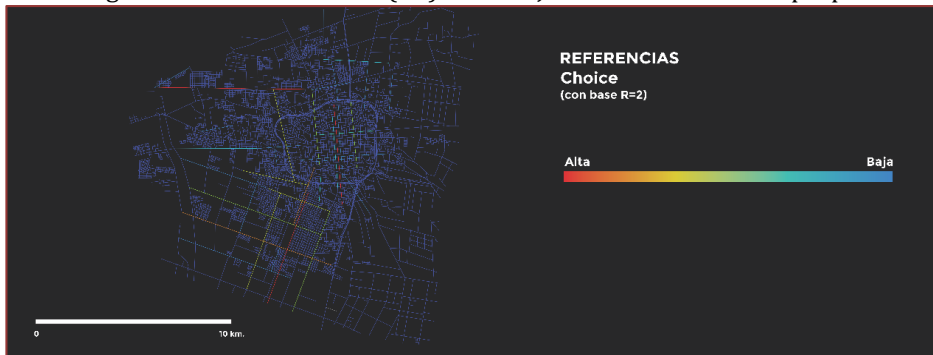 REFERENCIAS
Choice
(con base R=2)
Alta Baja
0 10 km.